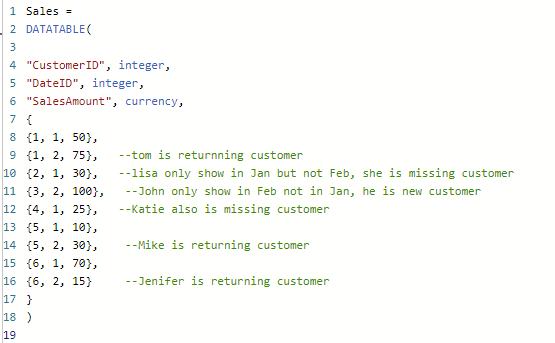 1 Sales =
2 DATATABLE(
3
4 "CustomerID", integer,
5 "DateID", integer,
6 "SalesAmount", currency,
7 {
8 {1, 1, 50},
9 {1, 2, 75},   --tom is returnning customer
10 {2, 1, 30},   --lisa only show in Jan but not Feb, she is missing customer
11 {3, 2, 100},   --John only show in Feb not in Jan, he is new customer
12 {4, 1, 25},   --Katie also is missing customer
13 {5, 1, 10},
14 {5, 2, 30},    --Mike is returning customer
15 {6, 1, 70},
16 {6, 2, 15}     --Jenifer is returning customer
17 }
18 )
19